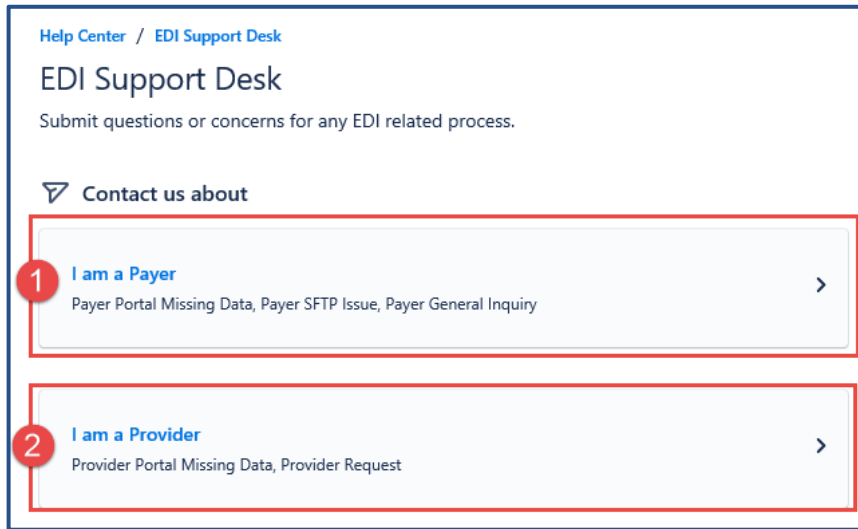 Help Center / EDI Support Desk
EDI Support Desk
Submit questions or concerns for any EDI related process.
Contact us about
1
I am a Payer
Payer Portal Missing Data, Payer SFTP Issue, Payer General Inquiry
2
I am a Provider
Provider Portal Missing Data, Provider Request